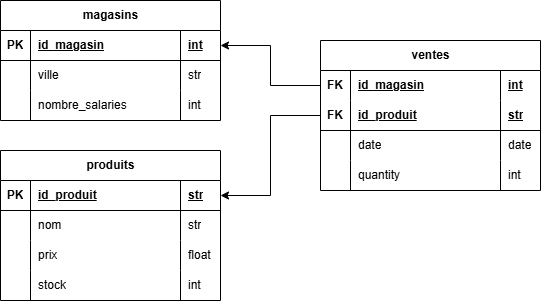 magasins
PK id_magasin int
ville str
nombre_salaries int
ventes
FK id_magasin int
FK id_produit str
date date
quantity int
produits
PK id_produit str
nom str
prix float
stock int